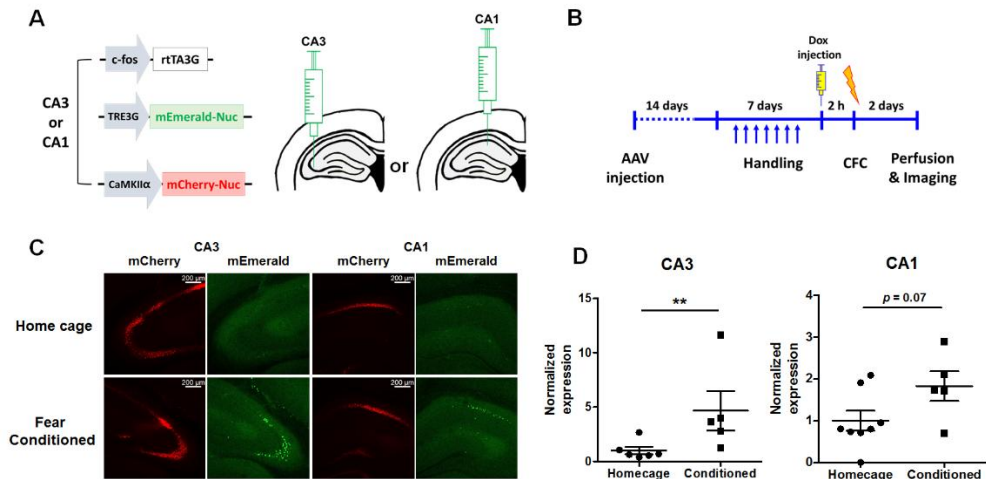 A
CA3
or
CA1
c-fos
rtTA3G
TRE3G
mEmerald-Nuc
CaMKIIα
mCherry-Nuc
CA3
or
CA1
B
Dox
injection
14 days
7 days
2 h
2 days
AAV
injection
Handling
CFC
Perfusion
& Imaging
C
CA3
CA1
mCherry
mEmerald
mCherry
mEmerald
200 µm
200 µm
Home cage
200 µm
200 µm
Fear
Conditioned
D
CA3
Normalized
expression
15
10
5
0
**
Homecage
Conditioned
CA1
Normalized
expression
4
3
2
1
0
p = 0.07
Homecage
Conditioned